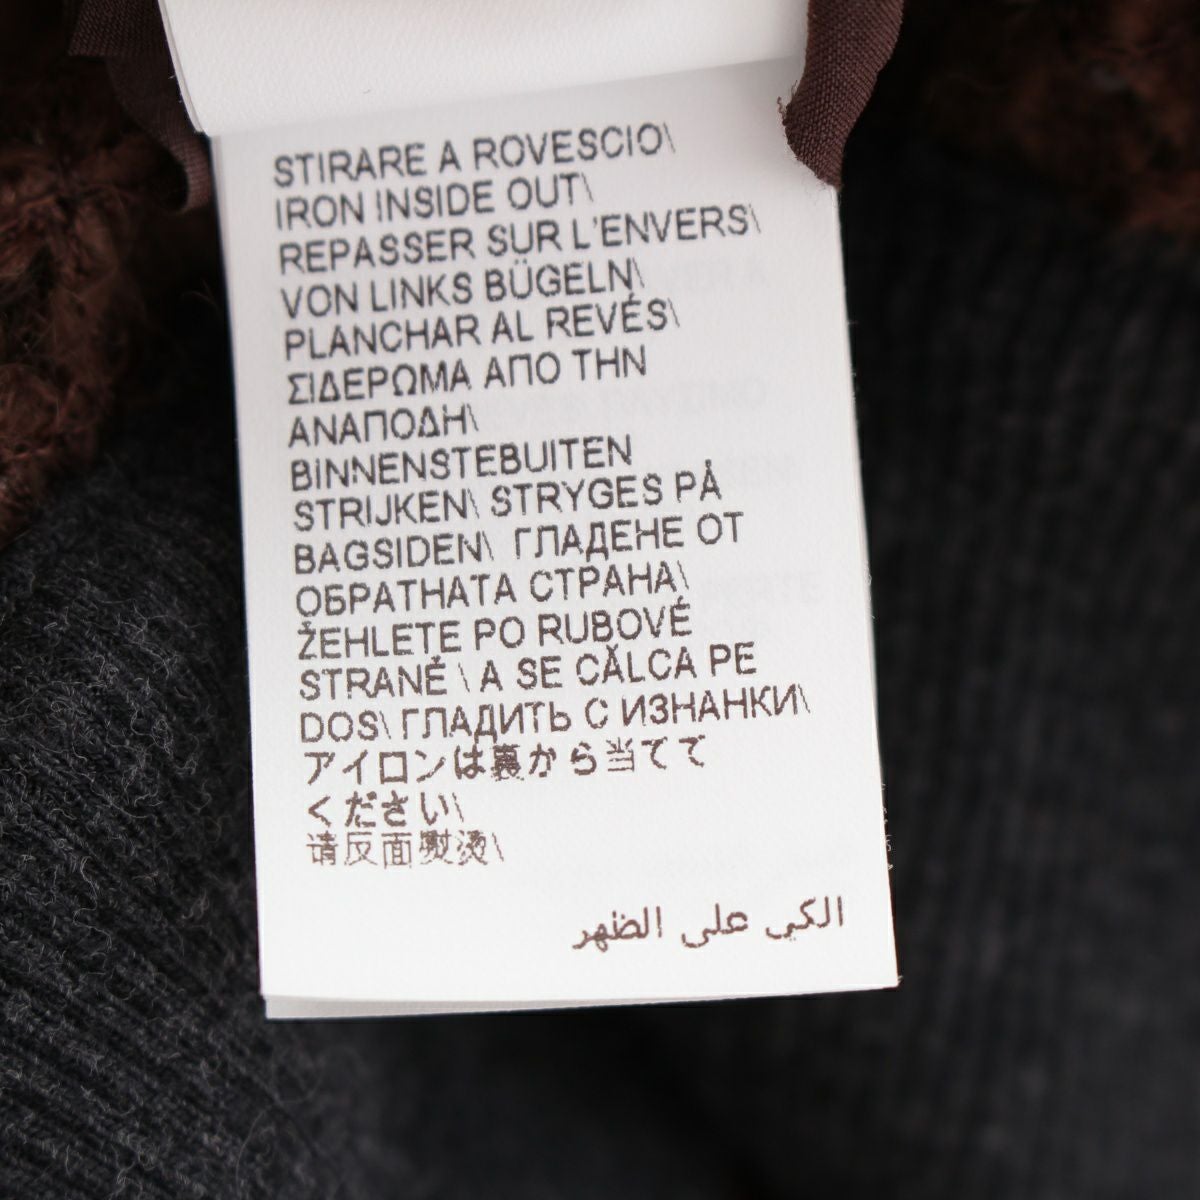 STIRARE A ROVESCIO\
IRON INSIDE OUT\
REPASSER SUR L'ENVERS\
VON LINKS BÜGELN\
PLANCHAR AL REVÉS\
ΣΙΔΕΡΩΜΑ ΑΠΟ ΤΗΝ
ΑΝΑΠΟΔΗ\
BINNENSTEBUITEN
STRIJKEN\ STRYGES PÅ
BAGSIDEN\ ГЛАДЕНЕ ОТ
ОБРАТНАТА СТРАНА\
ŽEHLETE PO RUBOVÉ
STRANĚ \ A SE CĂLCA PE
DOS\ ГЛАДИТЬ С ИЗНАНКИ\
アイロンは裏から当てて
ください\
请反面熨烫\
الكي على الظهر